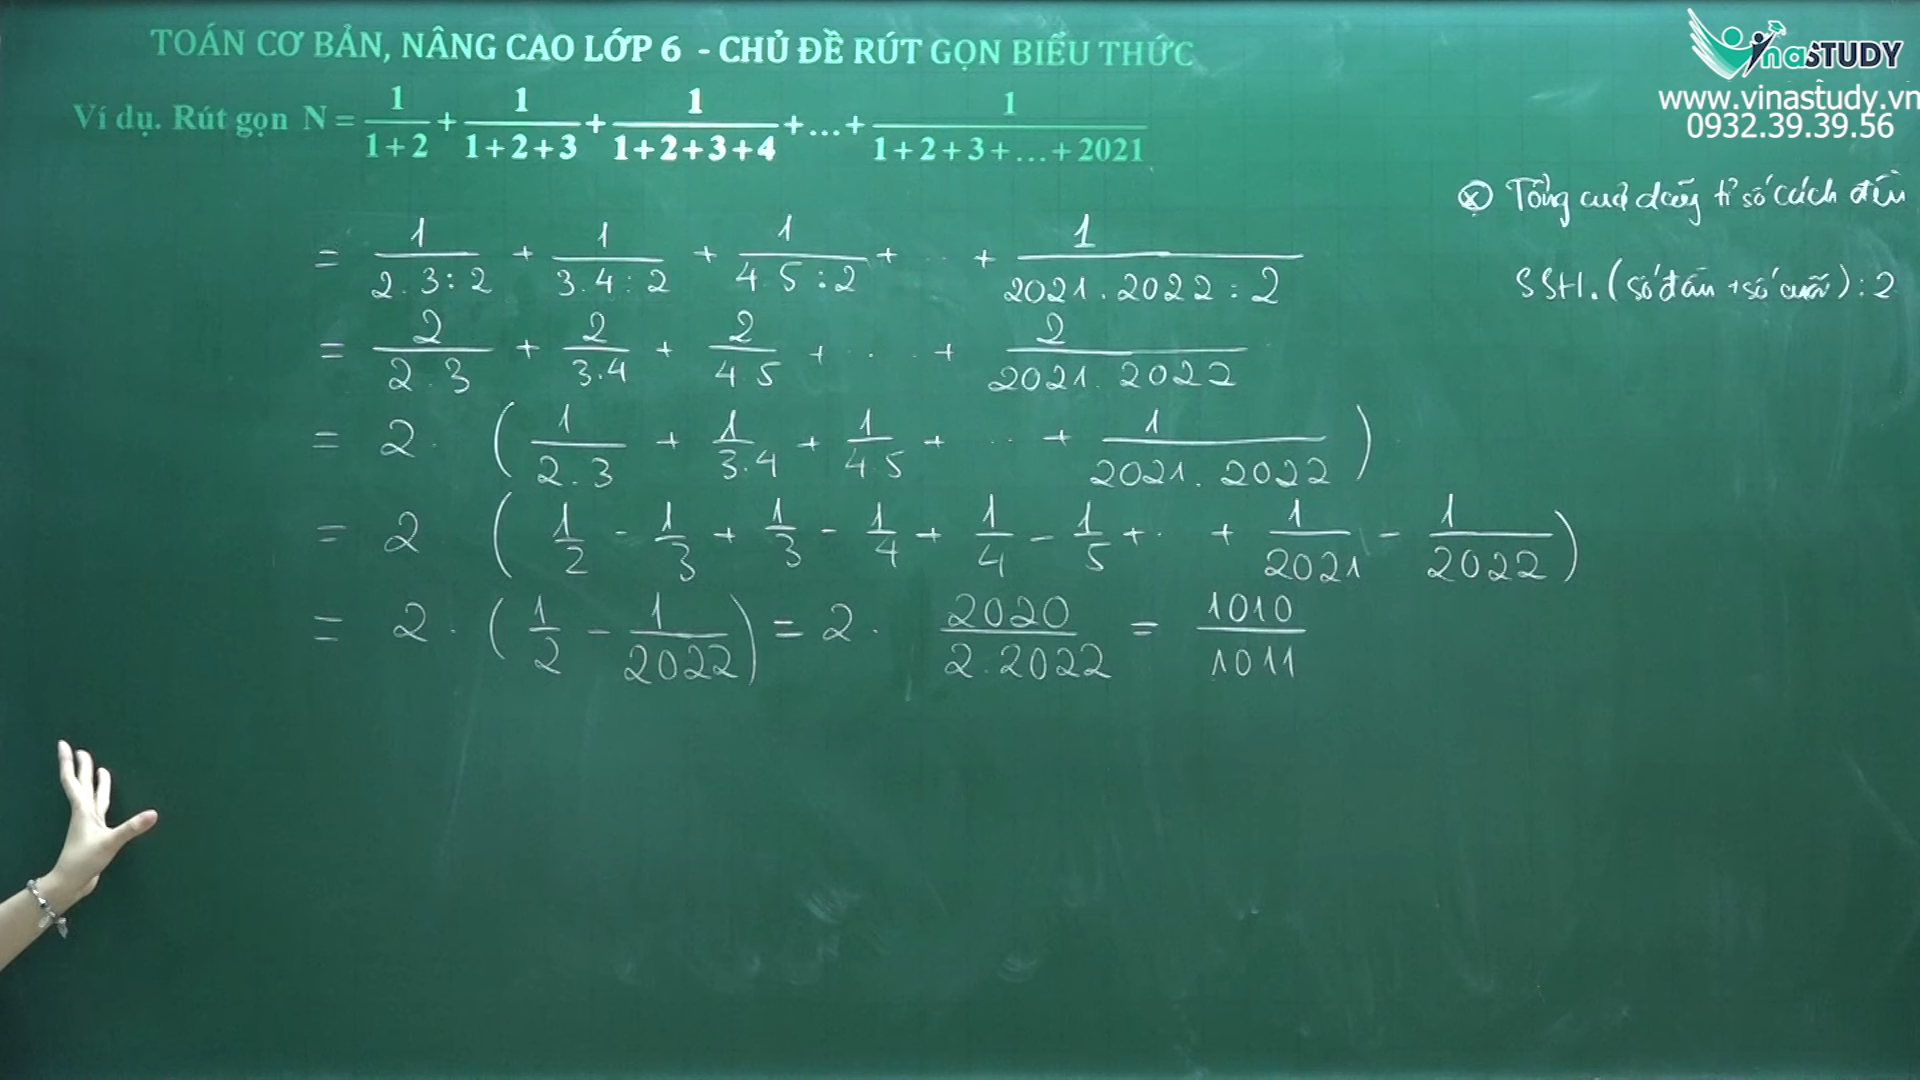 TOÁN CƠ BẢN, NÂNG CAO LỚP 6 - CHỦ ĐỀ RÚT GỌN BIỂU THỨC
VinaSTUDY
www.vinastudy.vn
0932.39.39.56
Ví dụ. Rút gọn N = 1/(1+2) + 1/(1+2+3) + 1/(1+2+3+4) + ... + 1/(1+2+3+...+2021)
= 1/(2.3:2) + 1/(3.4:2) + 1/(4.5:2) + ... + 1/(2021.2022:2)
= 2/(2.3) + 2/(3.4) + 2/(4.5) + ... + 2/(2021.2022)
= 2. (1/(2.3) + 1/(3.4) + 1/(4.5) + ... + 1/(2021.2022))
= 2 (1/2 - 1/3 + 1/3 - 1/4 + 1/4 - 1/5 + .. + 1/2021 - 1/2022)
= 2. (1/2 - 1/2022) = 2. 2020/(2.2022) = 1010/1011
Tổng của dãy số cách đều
SSH.(số đầu + số cuối):2